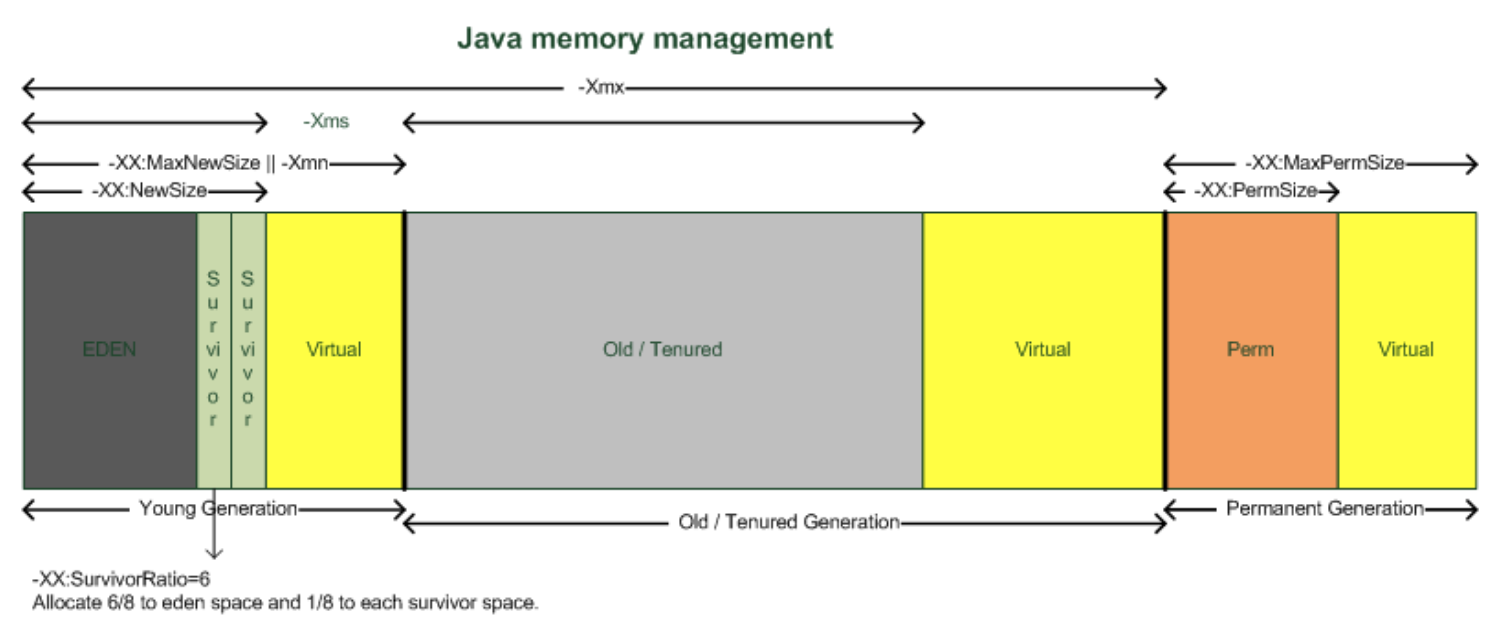 Java memory management
-Xmx
-Xms
-XX:MaxNewSize || -Xmn
-XX:MaxPermSize
-XX:NewSize
-XX:PermSize
EDEN
Survivor
Survivor
Virtual
Old / Tenured
Virtual
Perm
Virtual
Young Generation
Old / Tenured Generation
Permanent Generation
-XX:SurvivorRatio=6
Allocate 6/8 to eden space and 1/8 to each survivor space.